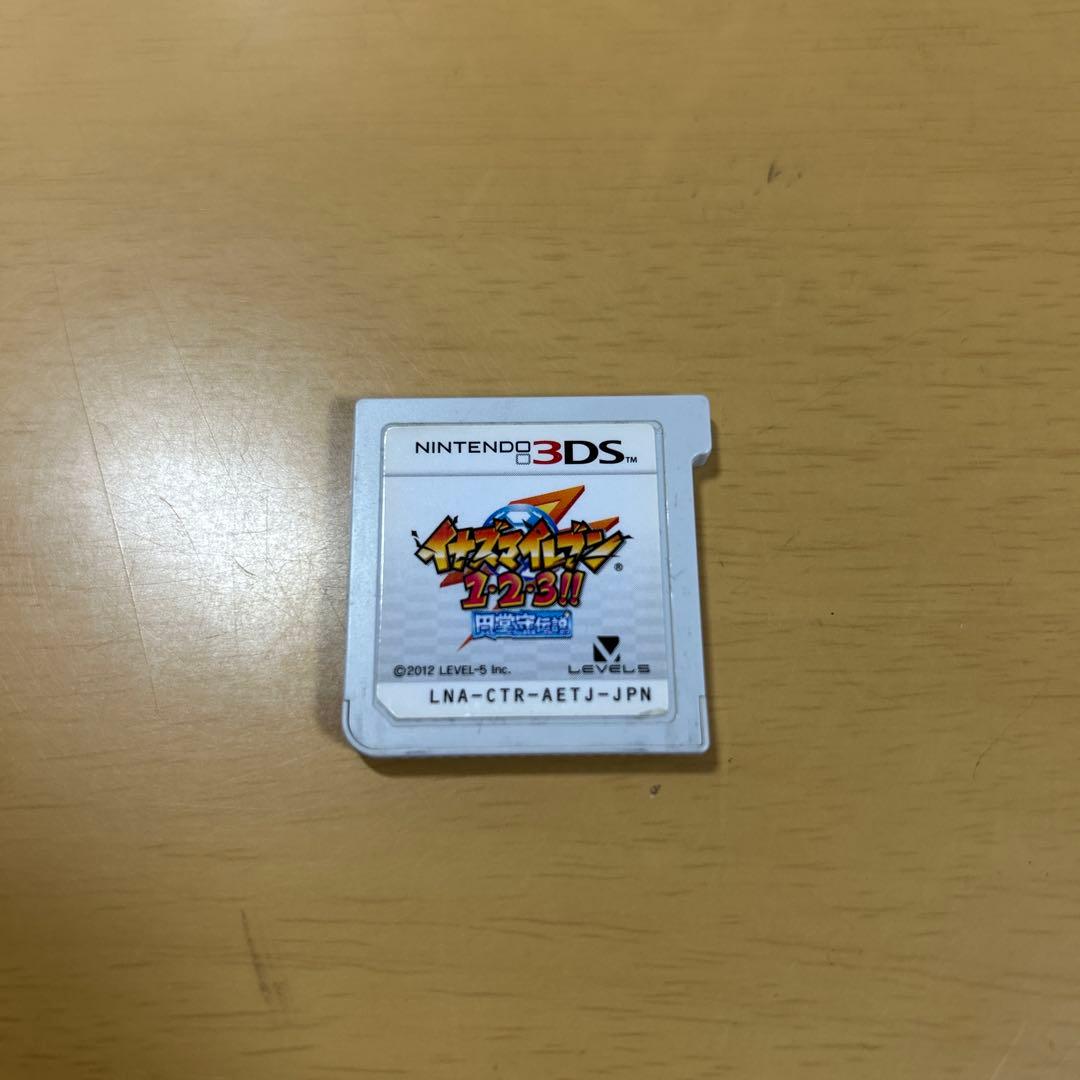 NINTENDO 3DS™
イナズマイレブン®
1・2・3!!
円堂守伝説
©2012 LEVEL-5 Inc.
LEVEL5
LNA-CTR-AETJ-JPN